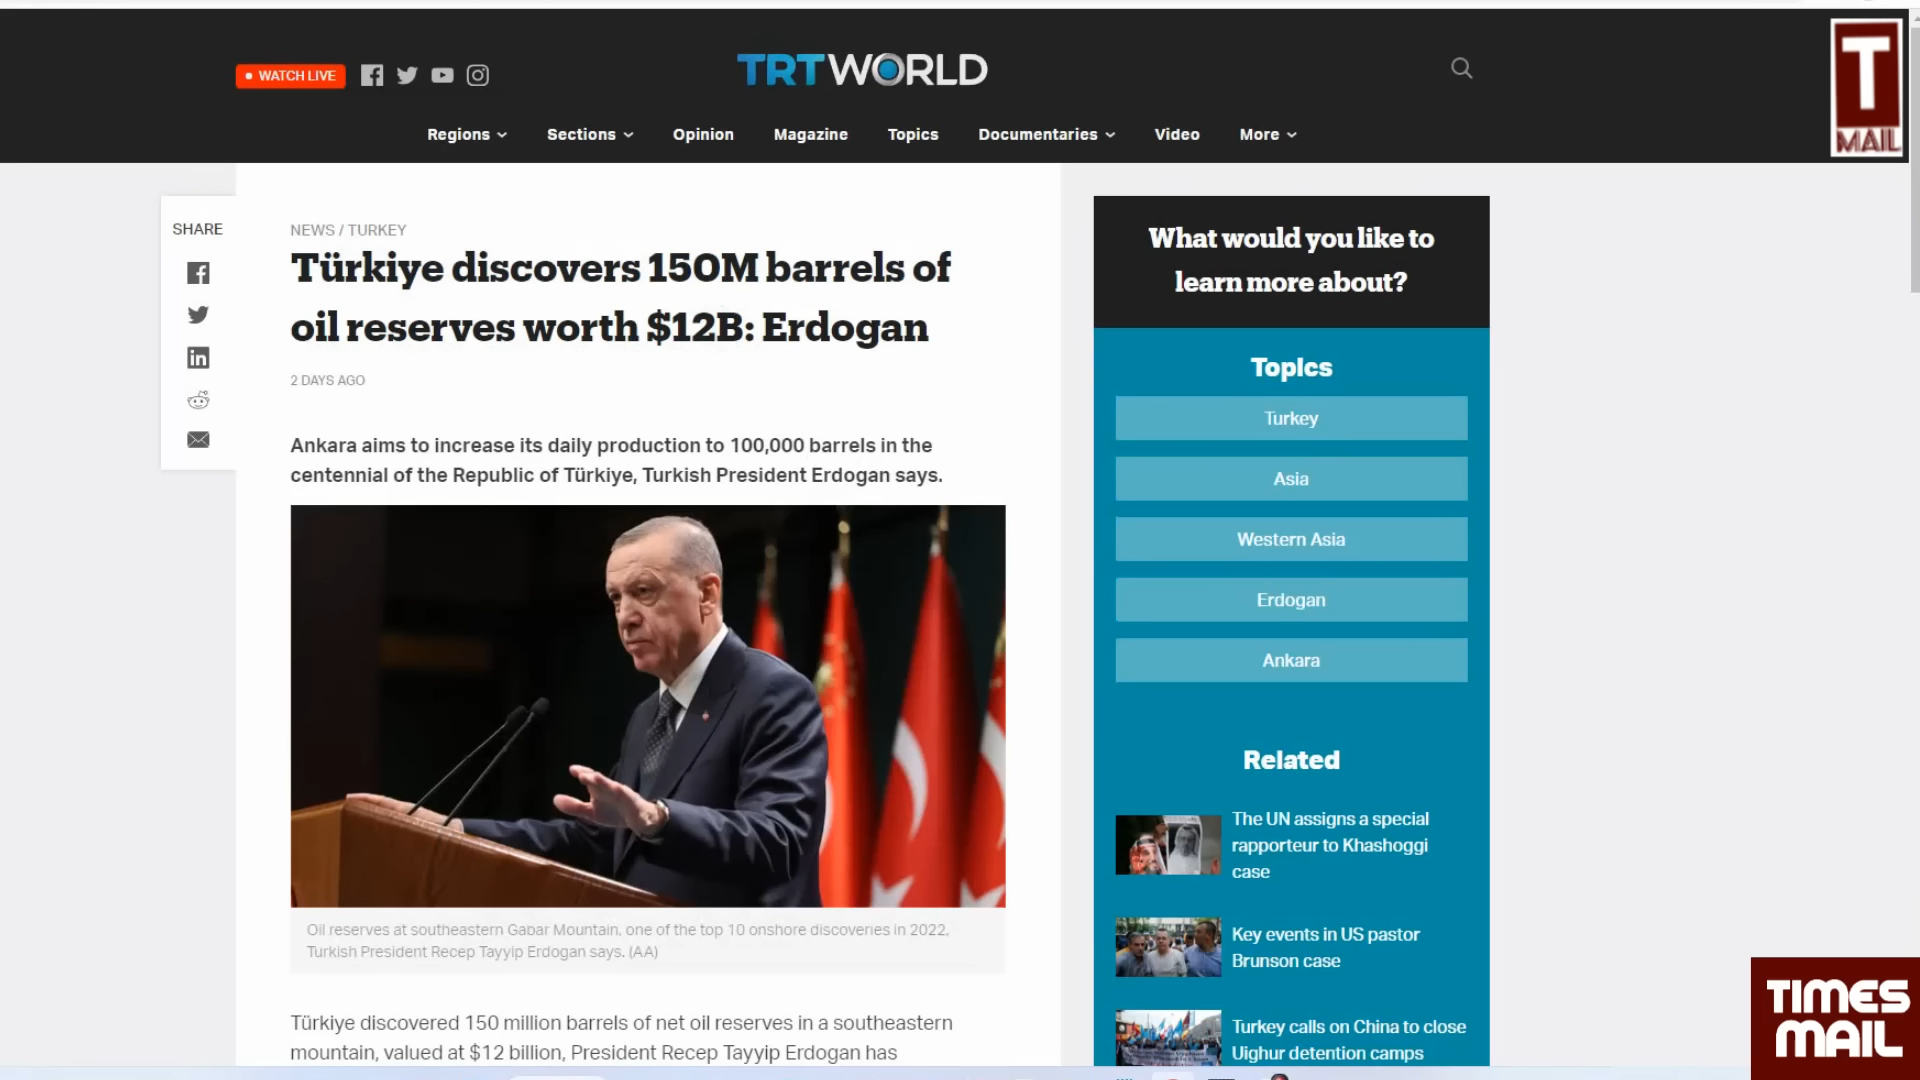 WATCH LIVE
TRTWORLD
T
MAIL
Regions
Sections
Opinion
Magazine
Topics
Documentaries
Video
More
SHARE
NEWS / TURKEY
Türkiye discovers 150M barrels of
oil reserves worth $12B: Erdogan
2 DAYS AGO
Ankara aims to increase its daily production to 100,000 barrels in the
centennial of the Republic of Türkiye, Turkish President Erdogan says.
Oil reserves at southeastern Gabar Mountain, one of the top 10 onshore discoveries in 2022,
Turkish President Recep Tayyip Erdogan says. (AA)
Türkiye discovered 150 million barrels of net oil reserves in a southeastern
mountain, valued at $12 billion, President Recep Tayyip Erdogan has
What would you like to
learn more about?
Topics
Turkey
Asia
Western Asia
Erdogan
Ankara
Related
The UN assigns a special
rapporteur to Khashoggi
case
Key events in US pastor
Brunson case
Turkey calls on China to close
Uighur detention camps
TIMES
MAIL